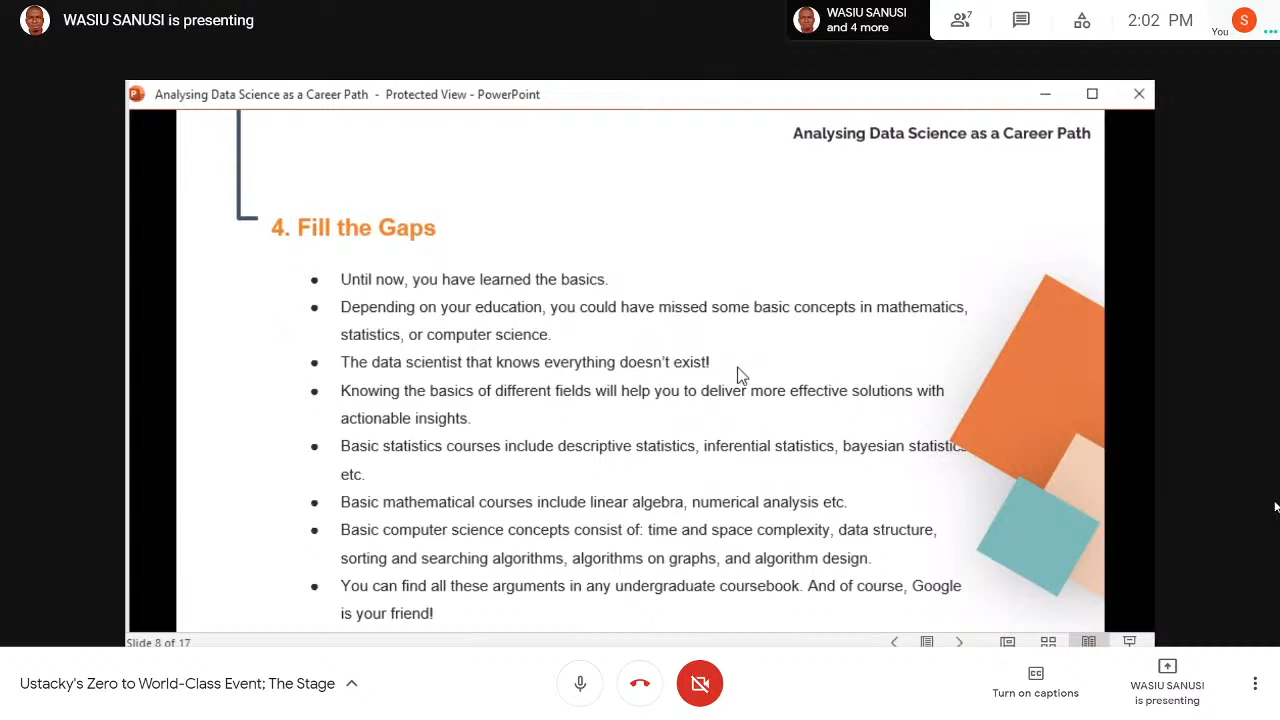 WASIU SANUSI is presenting
WASIU SANUSI
and 4 more
7
2:02 PM
You
S
Analysing Data Science as a Career Path - Protected View - PowerPoint
Analysing Data Science as a Career Path
4. Fill the Gaps
● Until now, you have learned the basics.
● Depending on your education, you could have missed some basic concepts in mathematics,
statistics, or computer science.
● The data scientist that knows everything doesn't exist!
● Knowing the basics of different fields will help you to deliver more effective solutions with
actionable insights.
● Basic statistics courses include descriptive statistics, inferential statistics, bayesian statistics
etc.
● Basic mathematical courses include linear algebra, numerical analysis etc.
● Basic computer science concepts consist of: time and space complexity, data structure,
sorting and searching algorithms, algorithms on graphs, and algorithm design.
● You can find all these arguments in any undergraduate coursebook. And of course, Google
is your friend!
Slide 8 of 17
Ustacky's Zero to World-Class Event; The Stage
Turn on captions
WASIU SANUSI
is presenting